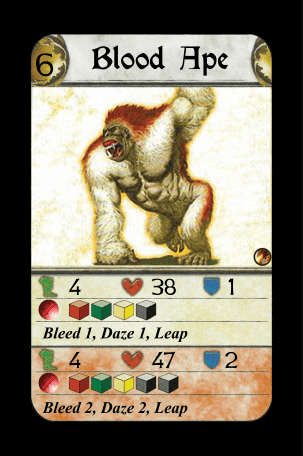 6 Blood Ape
4 38 1
Bleed 1, Daze 1, Leap
4 47 2
Bleed 2, Daze 2, Leap